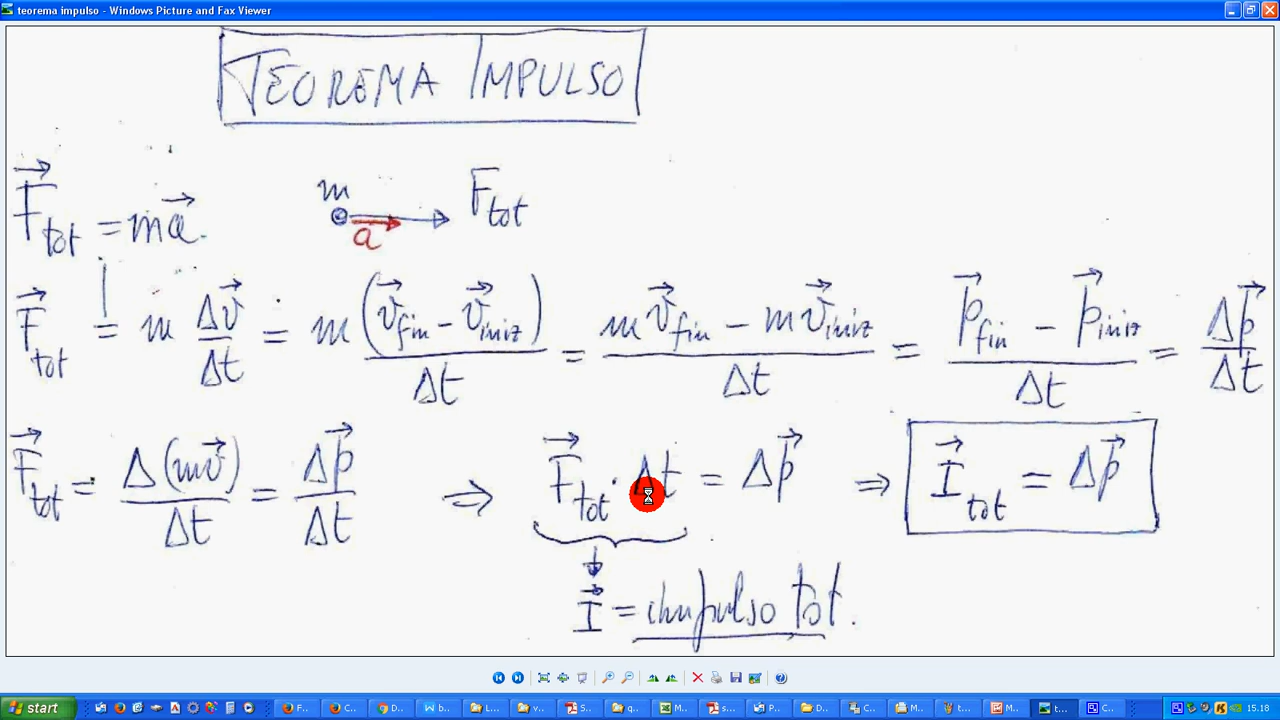 teorema impulso - Windows Picture and Fax Viewer
TEOREMA IMPULSO
F⃗tot = ma⃗.
m
a
Ftot
F⃗tot = m Δv⃗/Δt = m (v⃗fin - v⃗iniz)/Δt = (mv⃗fin - mv⃗iniz)/Δt = (p⃗fin - p⃗iniz)/Δt = Δp⃗/Δt
F⃗tot = Δ(mv⃗)/Δt = Δp⃗/Δt ⇒ F⃗tot · Δt = Δp⃗ ⇒ I⃗tot = Δp⃗
I⃗ = impulso tot.
start
F...
D...
b...
L...
v...
S...
q...
M...
s...
P...
D...
C...
M...
t...
R...
M...
t...
C...
15.18